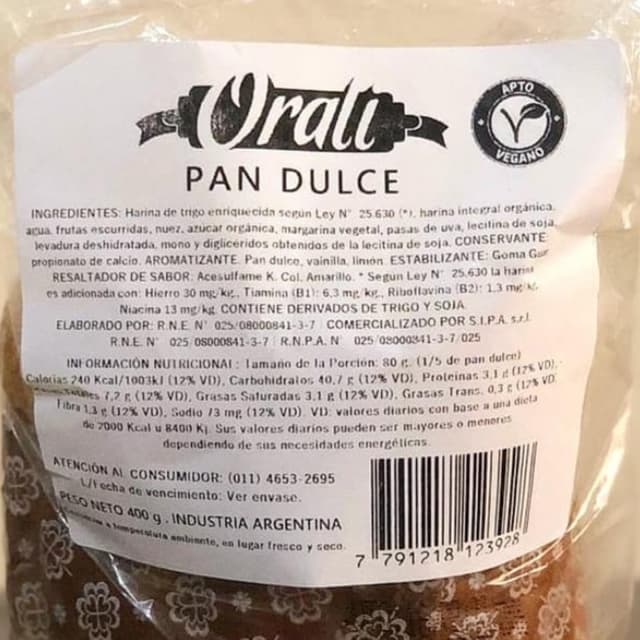 Orali
PAN DULCE
APTO
VEGANO
INGREDIENTES: Harina de trigo enriquecida según Ley N° 25.630 (*), harina integral orgánica,
agua, frutas escurridas, nuez, azúcar orgánica, margarina vegetal, pasas de uva, lecitina de soja,
levadura deshidratada, mono y digliceridos obtenidos de la lecitina de soja. CONSERVANTE
propionato de calcio. AROMATIZANTE. Pan dulce, vainilla, limón. ESTABILIZANTE: Goma Guar
RESALTADOR DE SABOR: Acesulfame K. Col. Amarillo. * Según Ley N° 25.630 la harina
es adicionada con: Hierro 30 mg/kg., Tiamina (B1): 6,3 mg/kg., Riboflavina (B2): 1,3 mg/kg,
Niacina 13 mg/kg. CONTIENE DERIVADOS DE TRIGO Y SOJA.
ELABORADO POR: R.N.E. N° 025/08000841-3-7 / COMERCIALIZADO POR S.I.P.A. s.r.l.
R.N.E. N° 025/08000841-3-7 / R.N.P.A. N° 025/08000841-3-7/025
INFORMACIÓN NUTRICIONAL: Tamaño de la Porción: 80 g. (1/5 de pan dulce)
Calorías 240 Kcal/1003kJ (12% VD), Carbohidratos 40,7 g (12% VD), Proteínas 3,1 g (12% VD),
Totales 7,2 g (12% VD), Grasas Saturadas 3,1 g (12% VD), Grasas Trans. 0,3 g (12% VD)
Fibra 1,3 g (12% VD), Sodio 73 mg (12% VD). VD: valores diarios con base a una dieta
de 2000 Kcal u 8400 Kj. Sus valores diarios pueden ser mayores o menores
dependiendo de sus necesidades energéticas.
ATENCIÓN AL CONSUMIDOR: (011) 4653-2695
L/Fecha de vencimiento: Ver envase.
PESO NETO 400 g. INDUSTRIA ARGENTINA
a temperatura ambiente, en lugar fresco y seco.
7 791218 123928